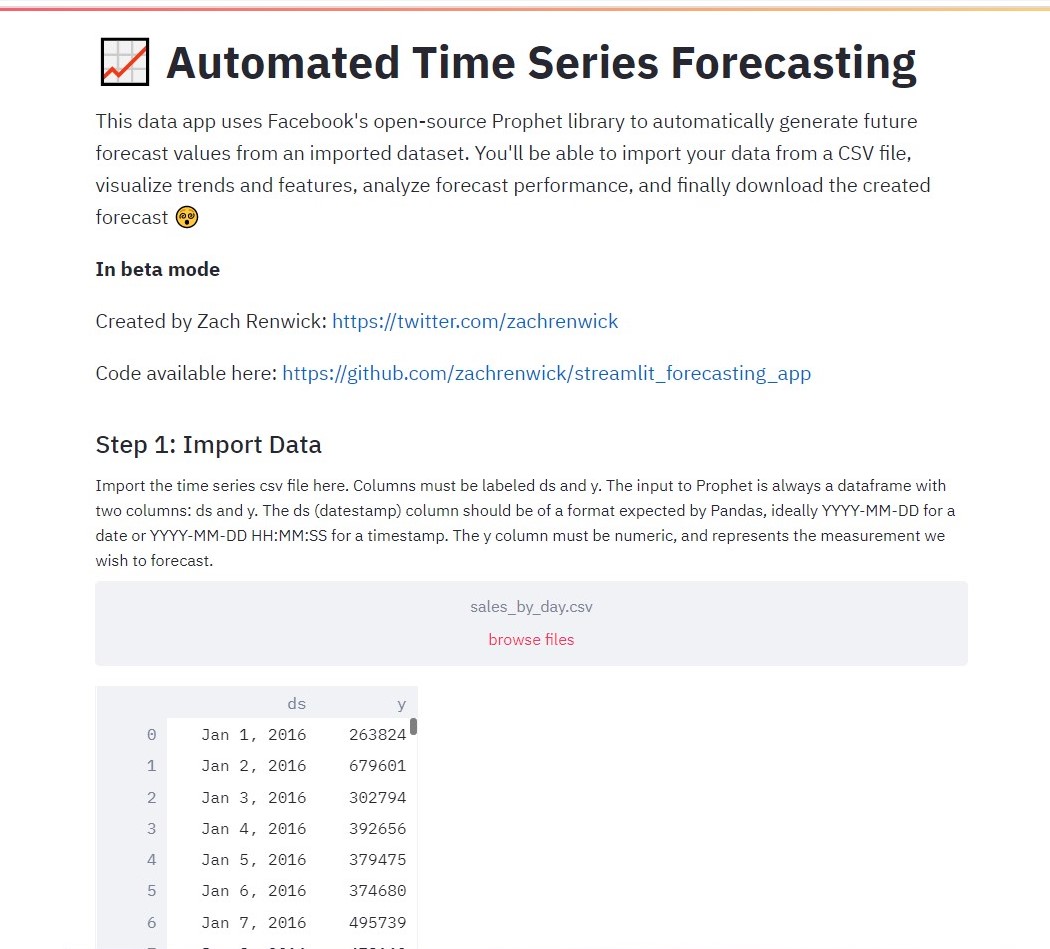 Automated Time Series Forecasting
This data app uses Facebook's open-source Prophet library to automatically generate future
forecast values from an imported dataset. You'll be able to import your data from a CSV file,
visualize trends and features, analyze forecast performance, and finally download the created
forecast
In beta mode
Created by Zach Renwick: https://twitter.com/zachrenwick
Code available here: https://github.com/zachrenwick/streamlit_forecasting_app
Step 1: Import Data
Import the time series csv file here. Columns must be labeled ds and y. The input to Prophet is always a dataframe with
two columns: ds and y. The ds (datestamp) column should be of a format expected by Pandas, ideally YYYY-MM-DD for a
date or YYYY-MM-DD HH:MM:SS for a timestamp. The y column must be numeric, and represents the measurement we
wish to forecast.
sales_by_day.csv
browse files
ds y
0 Jan 1, 2016 263824
1 Jan 2, 2016 679601
2 Jan 3, 2016 302794
3 Jan 4, 2016 392656
4 Jan 5, 2016 379475
5 Jan 6, 2016 374680
6 Jan 7, 2016 495739